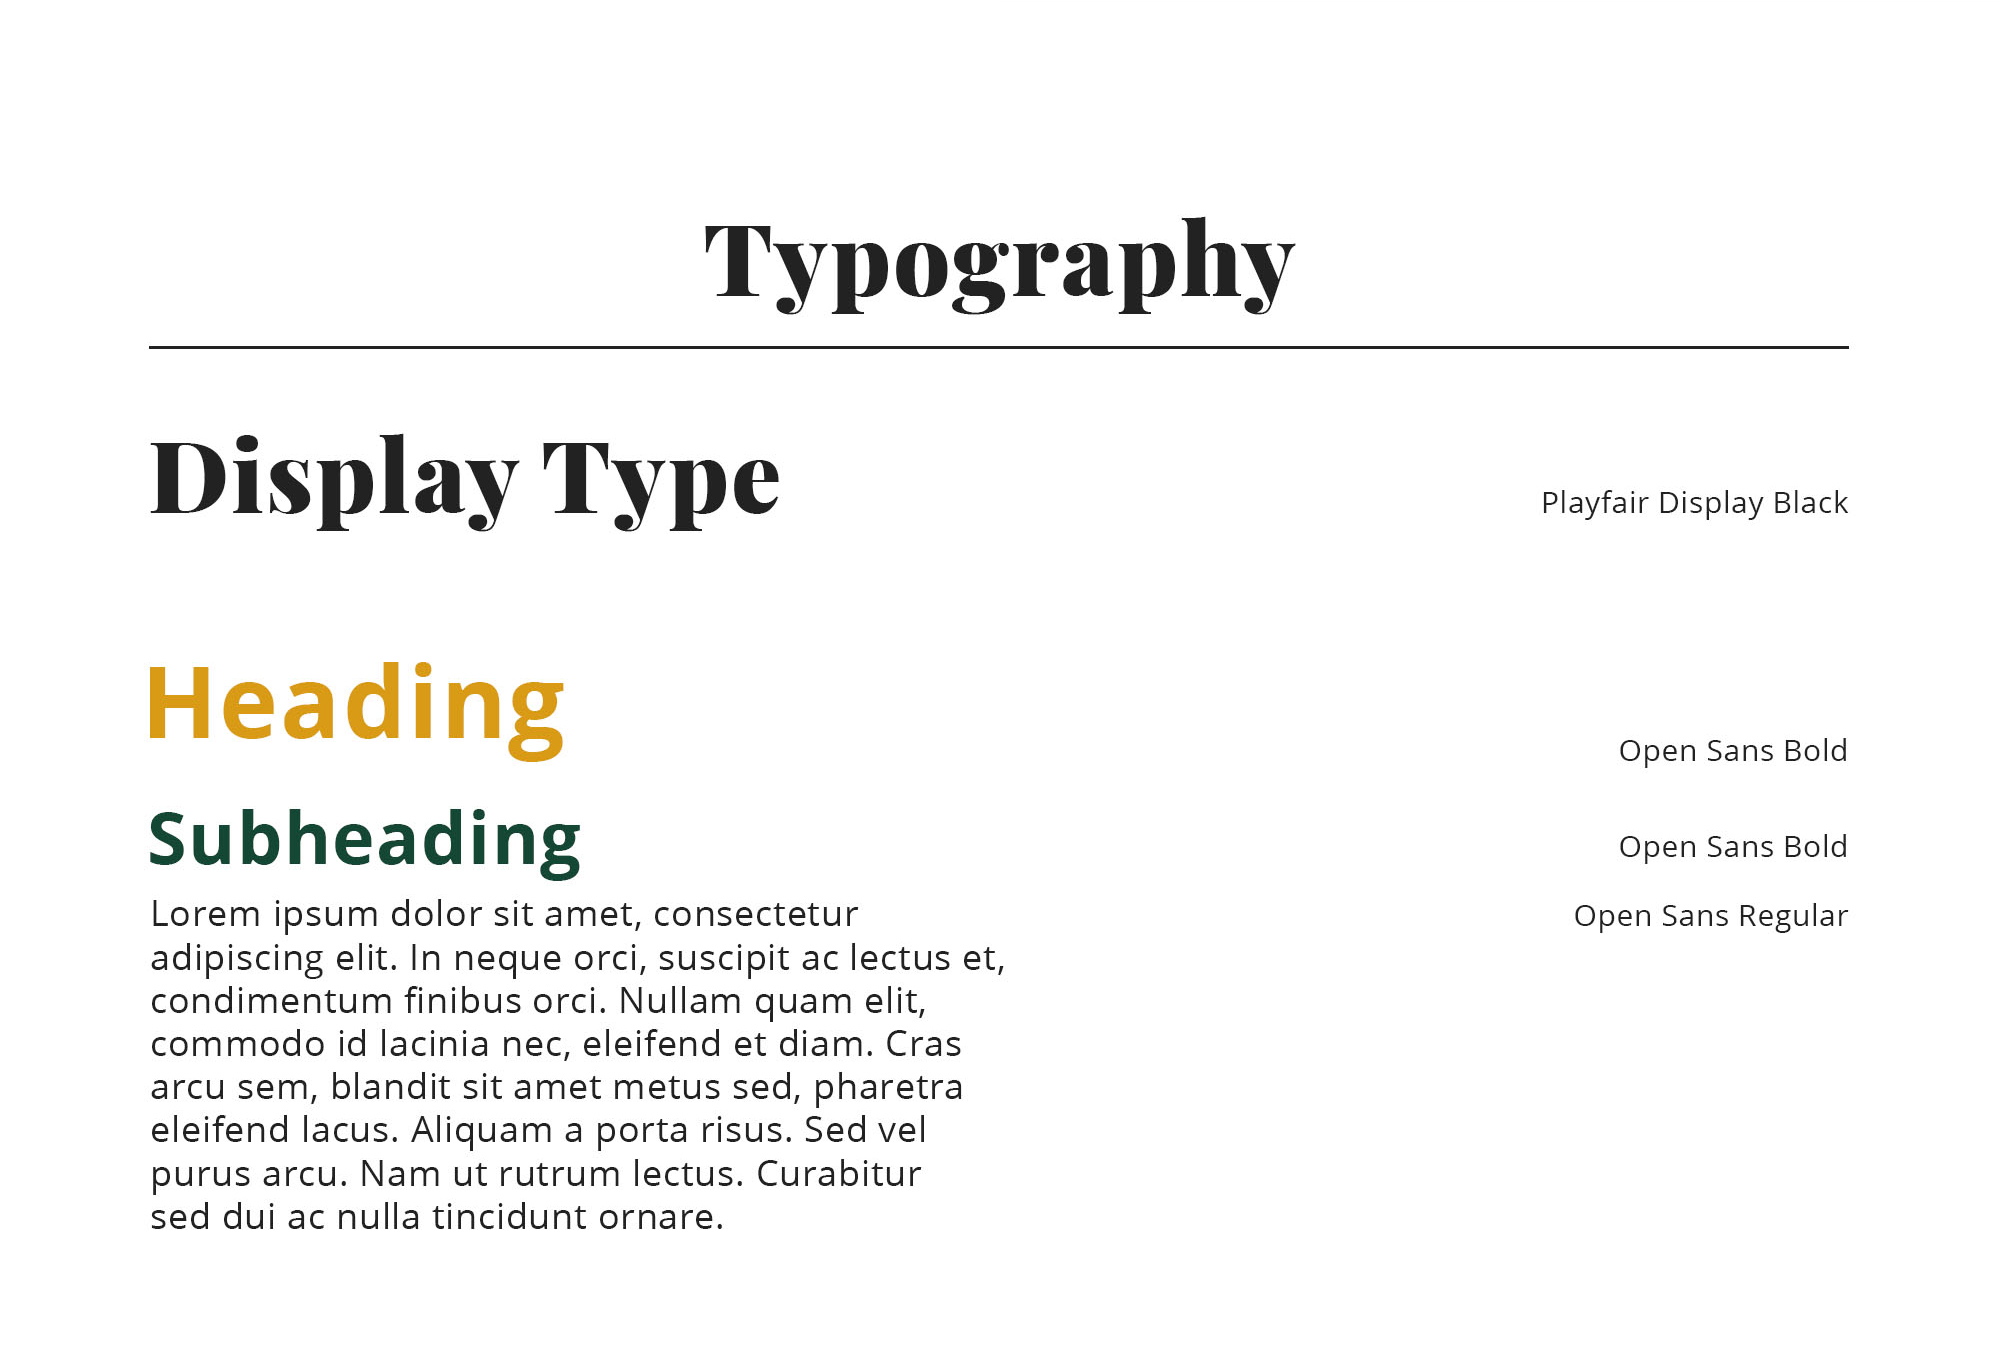 Typography
Display Type
Playfair Display Black
Heading
Open Sans Bold
Subheading
Open Sans Bold
Lorem ipsum dolor sit amet, consectetur
Open Sans Regular
adipiscing elit. In neque orci, suscipit ac lectus et,
condimentum finibus orci. Nullam quam elit,
commodo id lacinia nec, eleifend et diam. Cras
arcu sem, blandit sit amet metus sed, pharetra
eleifend lacus. Aliquam a porta risus. Sed vel
purus arcu. Nam ut rutrum lectus. Curabitur
sed dui ac nulla tincidunt ornare.